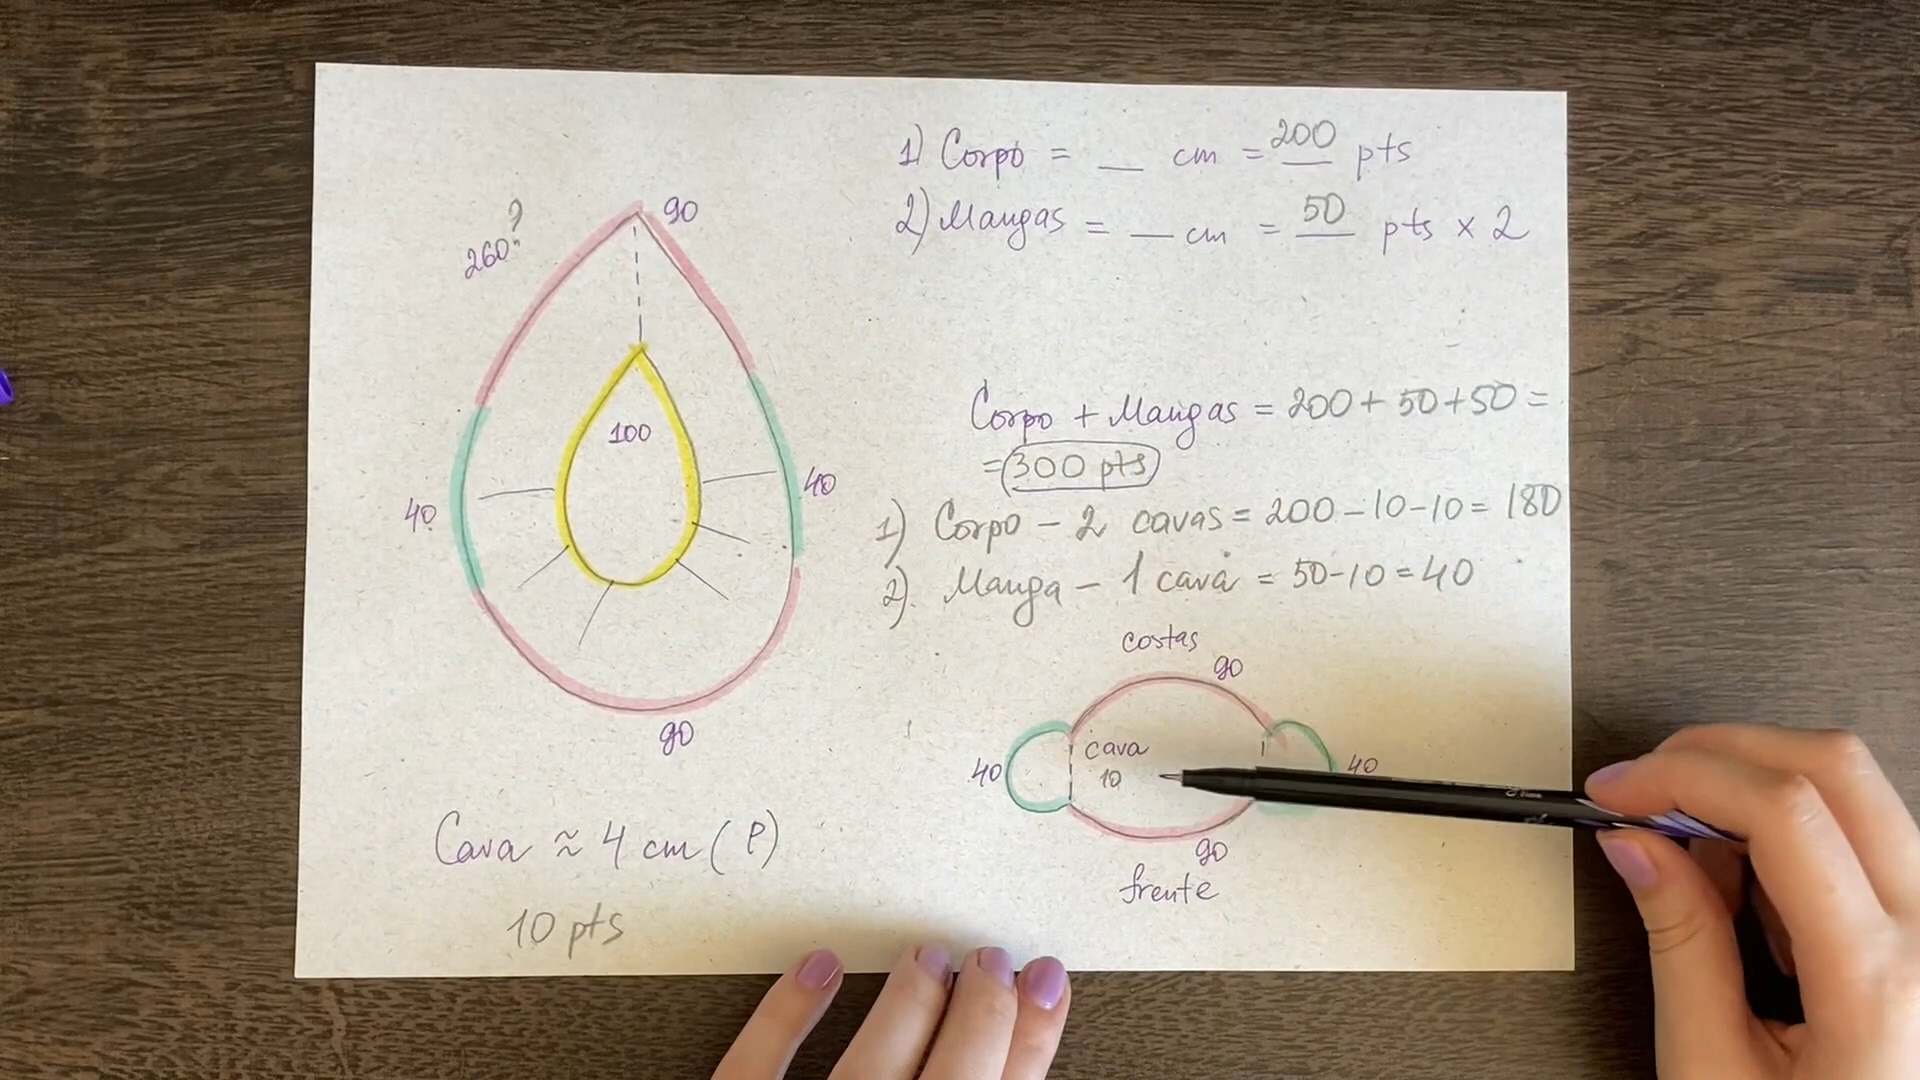 1) Corpo = __ cm = 200 pts
2) Mangas = __ cm = 50 pts x 2
90
260?
100
40
40
90
Corpo + Mangas = 200 + 50 + 50 =
= 300 pts
1) Corpo - 2 cavas = 200 - 10 - 10 = 180
2) Manga - 1 cava = 50 - 10 = 40
costas
90
cava
10
40
40
90
frente
Cava ≈ 4 cm (P)
10 pts